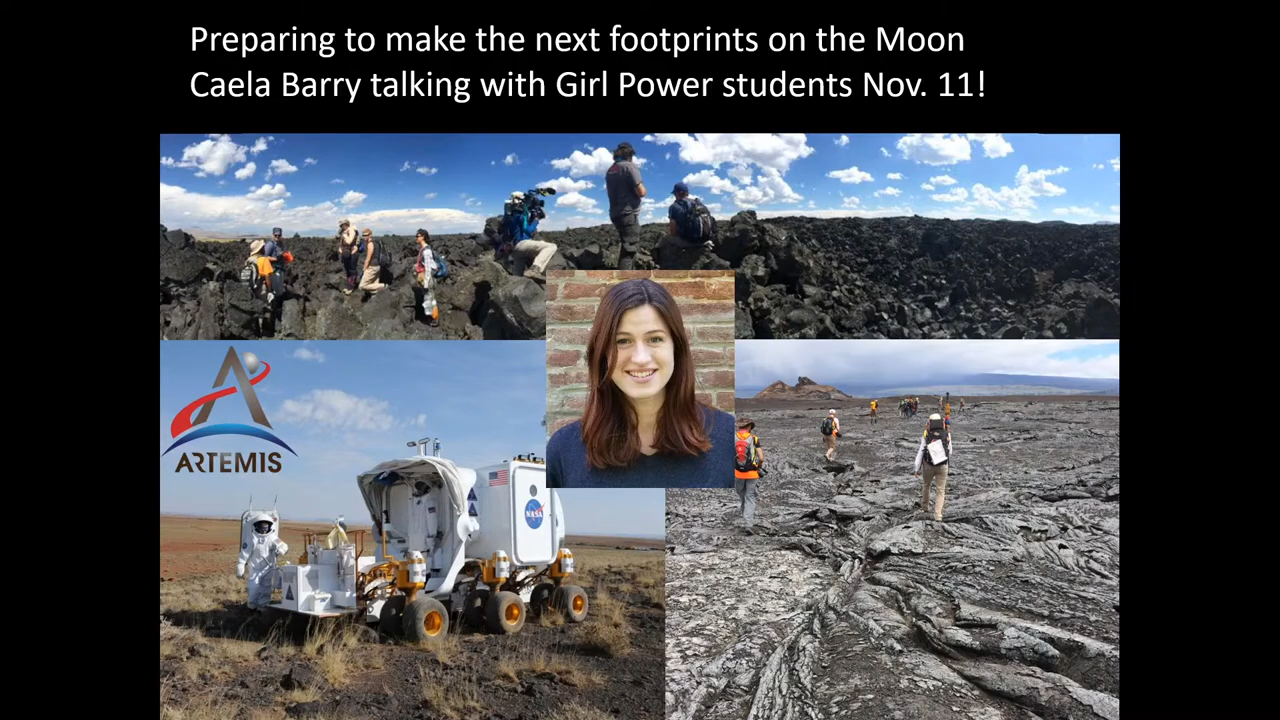 Preparing to make the next footprints on the Moon
Caela Barry talking with Girl Power students Nov. 11!
ARTEMIS
NASA